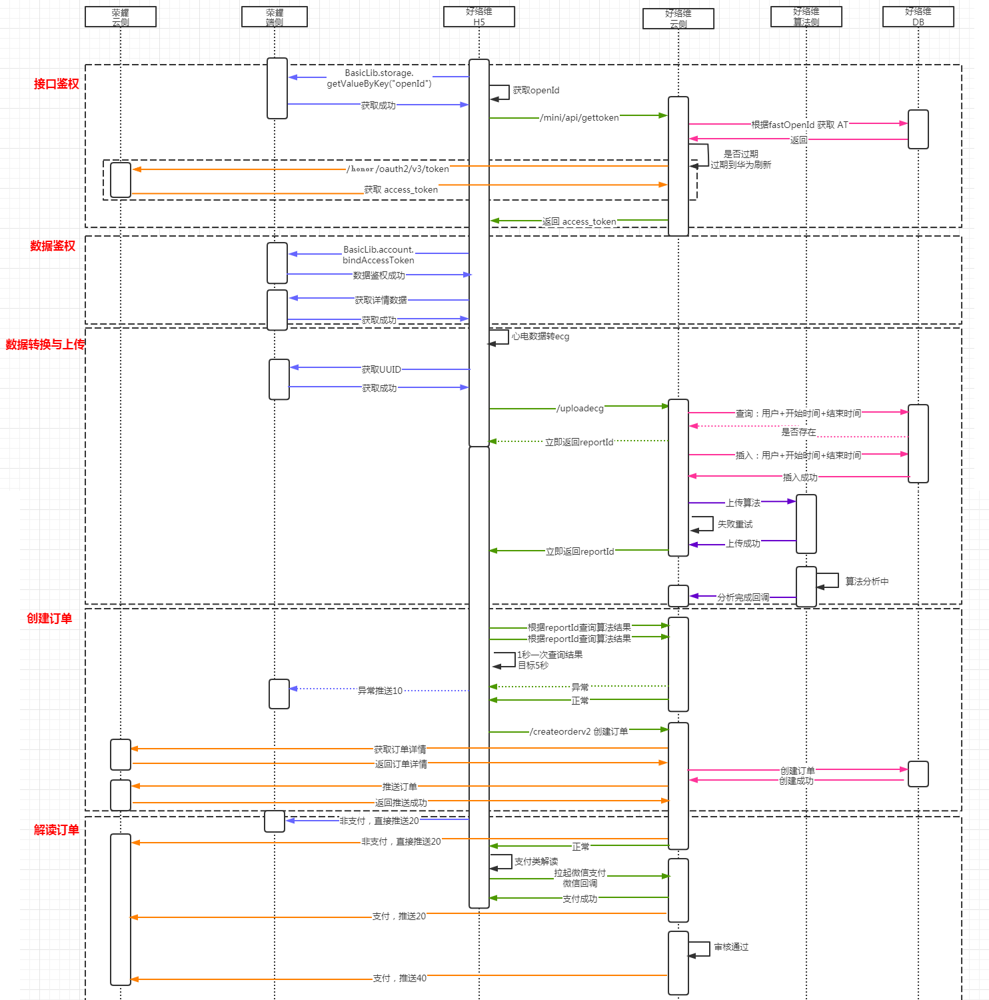 荣耀
云侧
荣耀
端侧
好络维
H5
好络维
云侧
好络维
算法侧
好络维
DB
接口鉴权
BasicLib.storage.
getValueByKey("openId")
获取openId
获取成功
/mini/api/gettoken
根据fastOpenId 获取 AT
返回
是否过期
过期到华为刷新
/honor/oauth2/v3/token
获取 access_token
返回 access_token
数据鉴权
BasicLib.account.
bindAccessToken
数据鉴权成功
获取详情数据
获取成功
数据转换与上传
心电数据转ecg
获取UUID
获取成功
/uploadecg
查询：用户+开始时间+结束时间
是否存在
立即返回reportId
插入：用户+开始时间+结束时间
插入成功
上传算法
失败重试
上传成功
立即返回reportId
算法分析中
分析完成回调
创建订单
根据reportId查询算法结果
根据reportId查询算法结果
1秒一次查询结果
目标5秒
异常
异常推送10
正常
/createorderv2 创建订单
获取订单详情
返回订单详情
创建订单
创建成功
推送订单
返回推送成功
解读订单
非支付，直接推送20
非支付，直接推送20
正常
支付类解读
拉起微信支付
微信回调
支付成功
支付，推送20
审核通过
支付，推送40